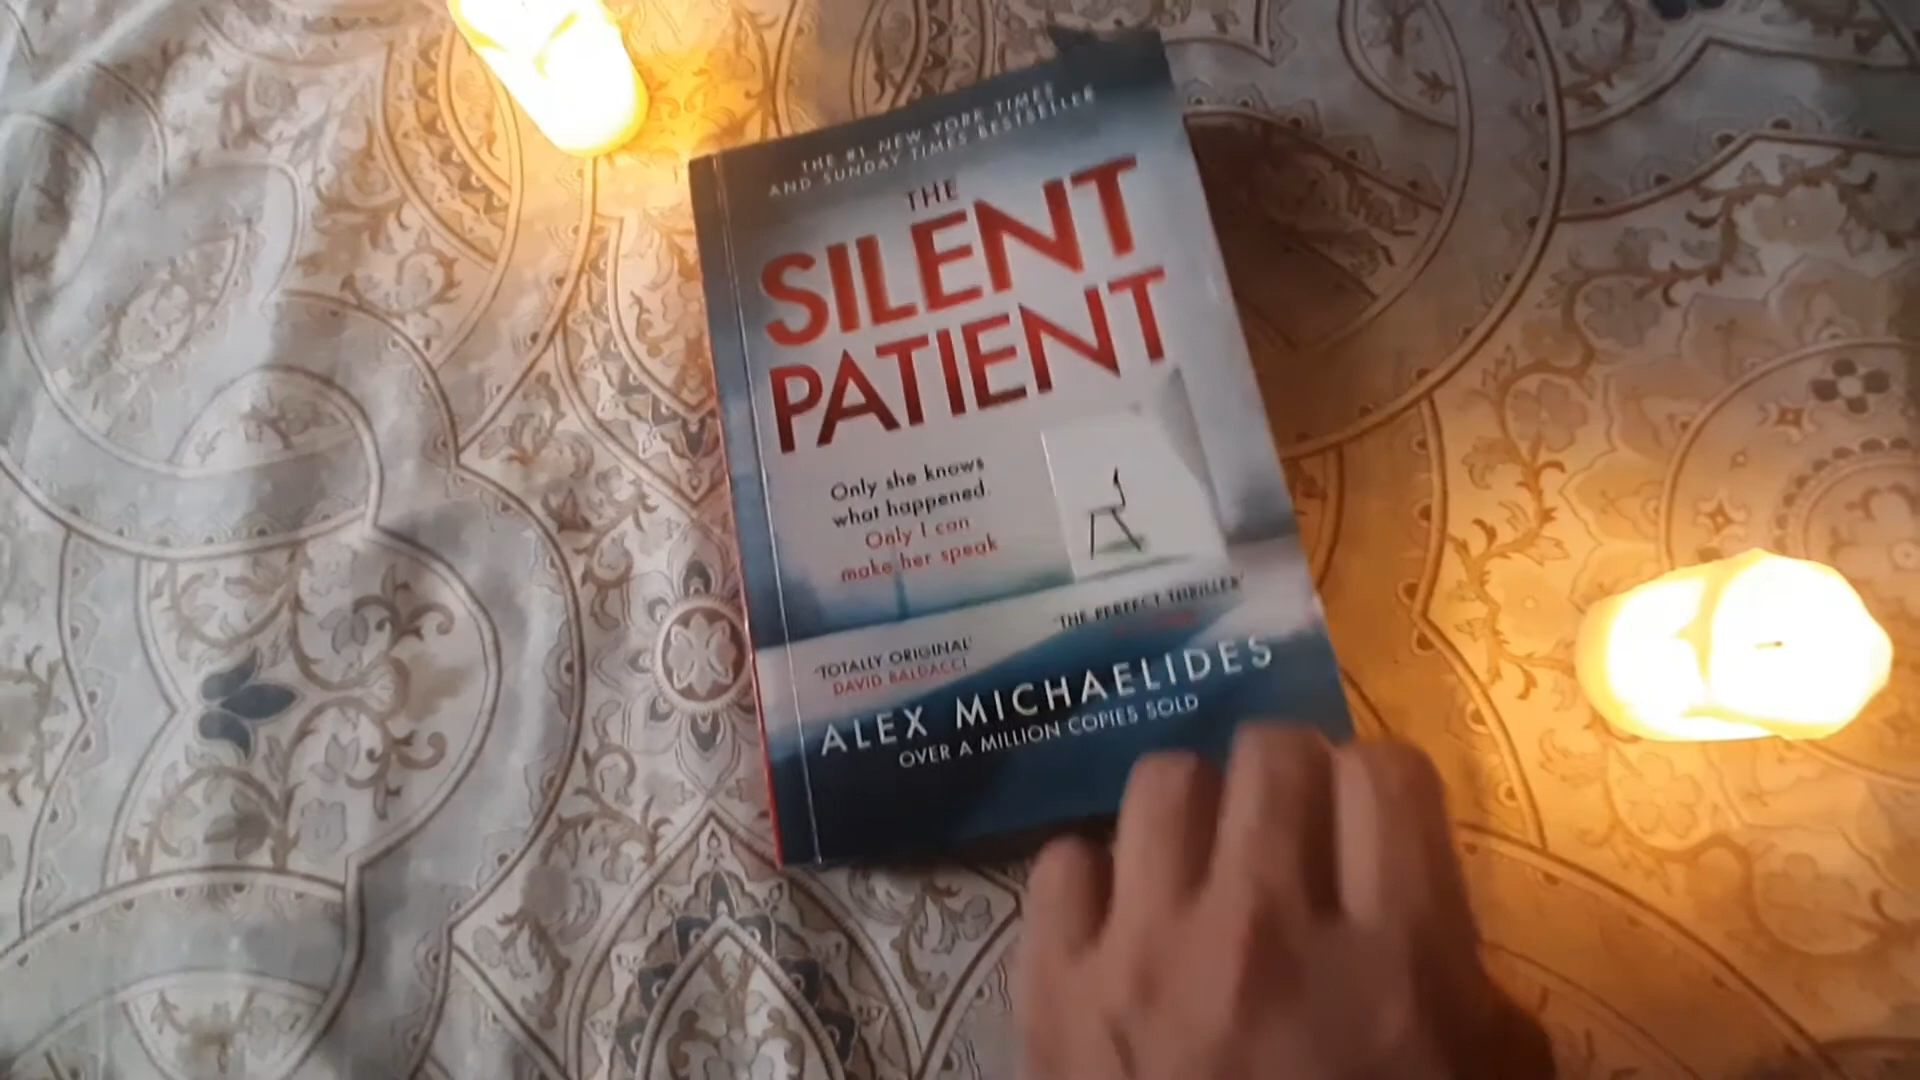 THE #1 NEW YORK TIMES
AND SUNDAY TIMES BESTSELLER
THE
SILENT
PATIENT
Only she knows
what happened.
Only I can
make her speak
'THE PERFECT THRILLER'
'TOTALLY ORIGINAL'
DAVID BALDACCI
ALEX MICHAELIDES
OVER A MILLION COPIES SOLD